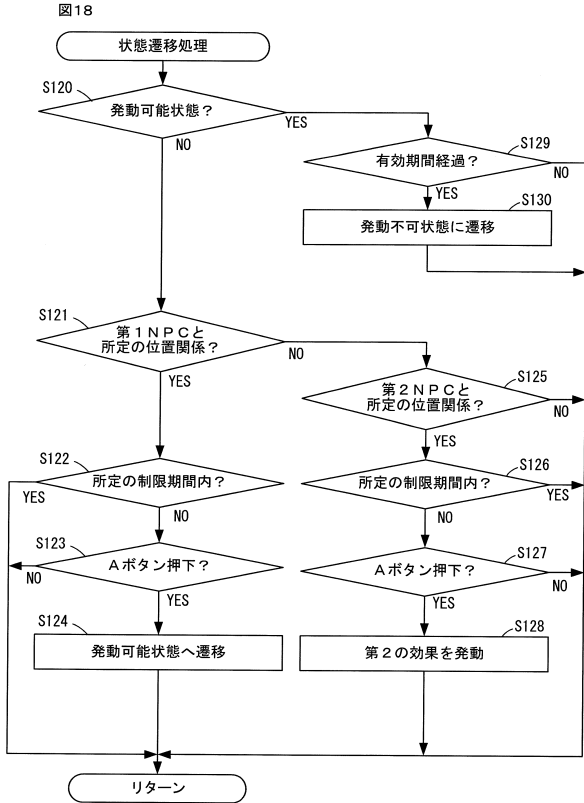 図18
状態遷移処理
S120
発動可能状態？
YES
NO
S129
有効期間経過？
NO
YES
S130
発動不可状態に遷移
S121
第１ＮＰＣと
所定の位置関係？
NO
YES
S125
第２ＮＰＣと
所定の位置関係？
NO
YES
S122
所定の制限期間内？
YES
NO
S126
所定の制限期間内？
YES
NO
S123
Ａボタン押下？
NO
YES
S127
Ａボタン押下？
NO
YES
S124
発動可能状態へ遷移
S128
第２の効果を発動
リターン